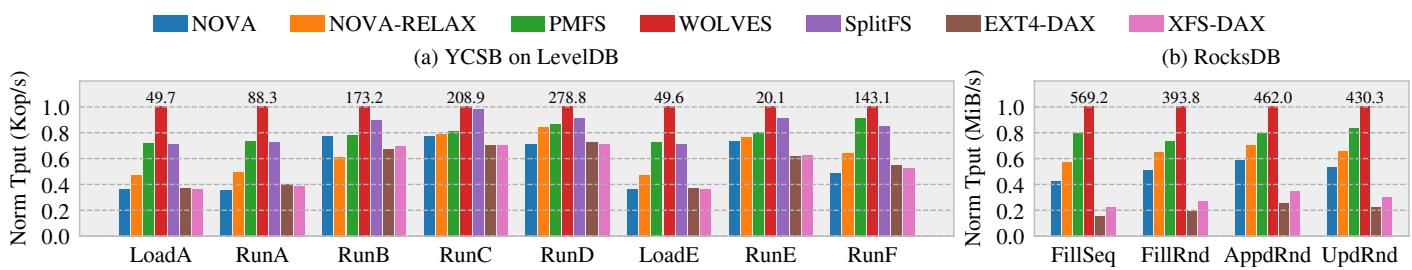 NOVA NOVA-RELAX PMFS WOLVES SplitFS EXT4-DAX XFS-DAX
(a) YCSB on LevelDB
Norm Tput (Kop/s)
1.0
0.8
0.6
0.4
0.2
0.0
49.7 88.3 173.2 208.9 278.8 49.6 20.1 143.1
LoadA RunA RunB RunC RunD LoadE RunE RunF
(b) RocksDB
Norm Tput (MiB/s)
1.0
0.8
0.6
0.4
0.2
0.0
569.2 393.8 462.0 430.3
FillSeq FillRnd AppdRnd UpdRnd